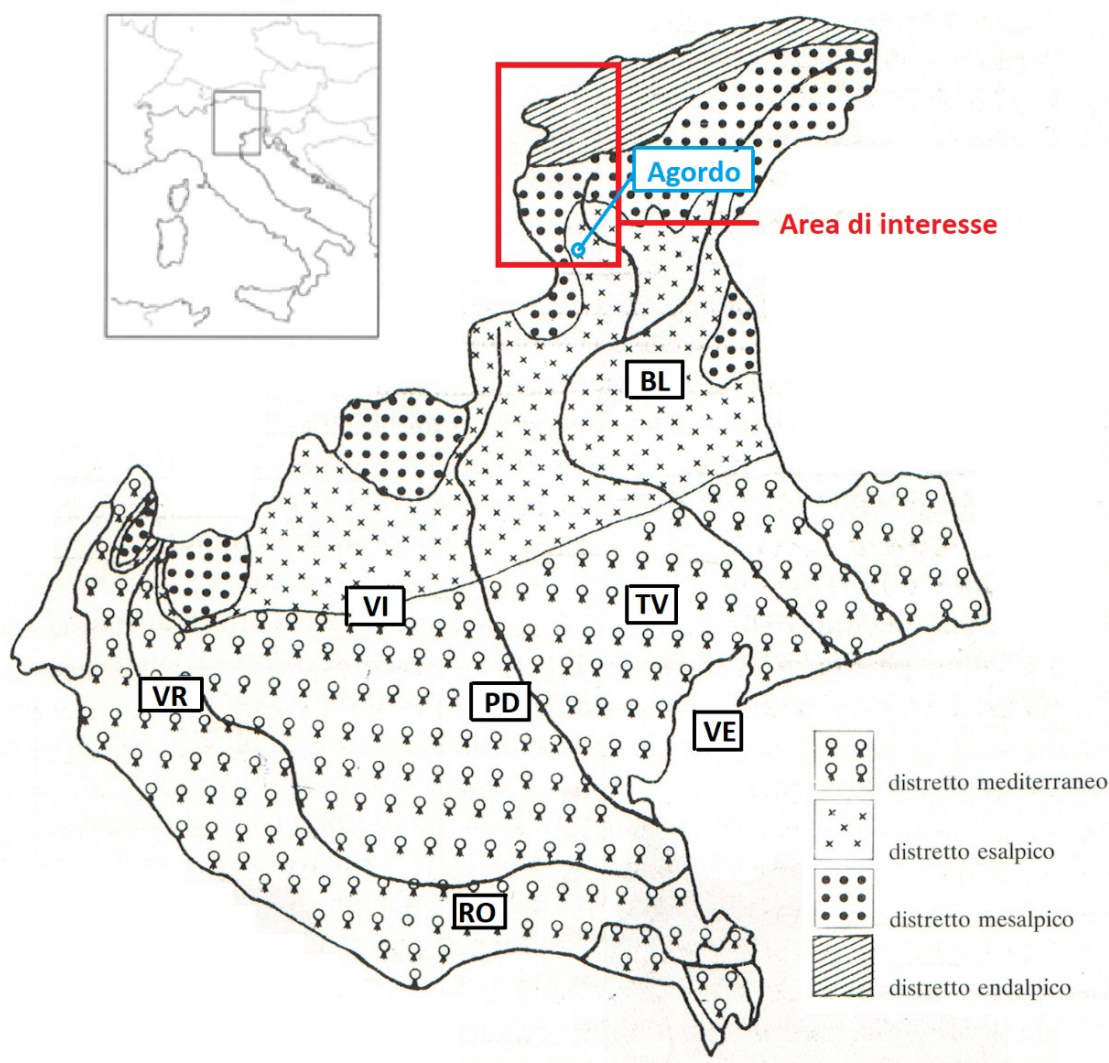 Agordo
Area di interesse
BL
VI
TV
VR
PD
VE
RO
distretto mediterraneo
distretto esalpico
distretto mesalpico
distretto endalpico